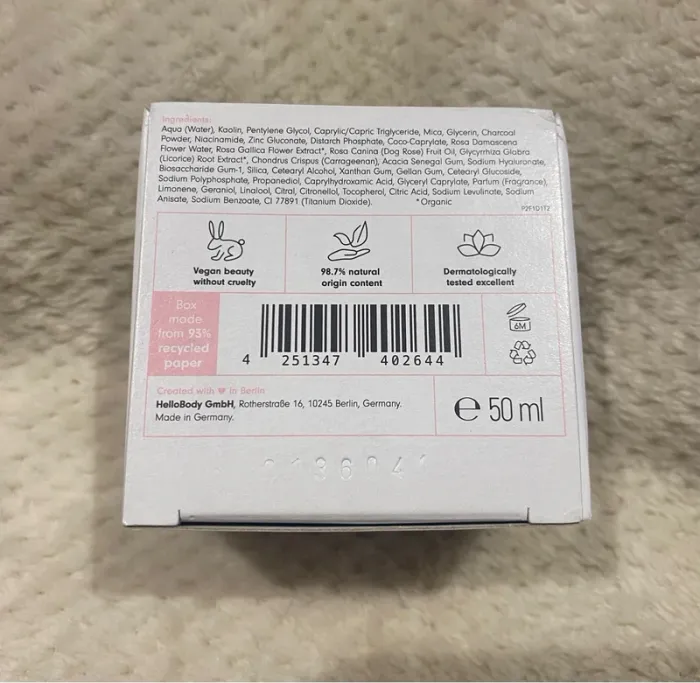 Ingredients:
Aqua (Water), Kaolin, Pentylene Glycol, Caprylic/Capric Triglyceride, Mica, Glycerin, Charcoal
Powder, Niacinamide, Zinc Gluconate, Distarch Phosphate, Coco-Caprylate, Rosa Damascena
Flower Water, Rosa Gallica Flower Extract*, Rosa Canina (Dog Rose) Fruit Oil, Glycyrrhiza Glabra
(Licorice) Root Extract*, Chondrus Crispus (Carrageenan), Acacia Senegal Gum, Sodium Hyaluronate,
Biosaccharide Gum-1, Silica, Cetearyl Alcohol, Xanthan Gum, Gellan Gum, Cetearyl Glucoside,
Sodium Polyphosphate, Propanediol, Caprylhydroxamic Acid, Glyceryl Caprylate, Parfum (Fragrance),
Limonene, Geraniol, Linalool, Citral, Citronellol, Tocopherol, Citric Acid, Sodium Levulinate, Sodium
Anisate, Sodium Benzoate, CI 77891 (Titanium Dioxide). *Organic
Vegan beauty
without cruelty
98.7% natural
origin content
Dermatologically
tested excellent
Box
made
from 93%
recycled
paper
4 251347 402644
6M
Created with ♥ in Berlin
HelloBody GmbH, Rotherstraße 16, 10245 Berlin, Germany.
Made in Germany.
℮ 50 ml